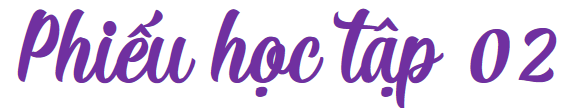 Phiếu học tập 02